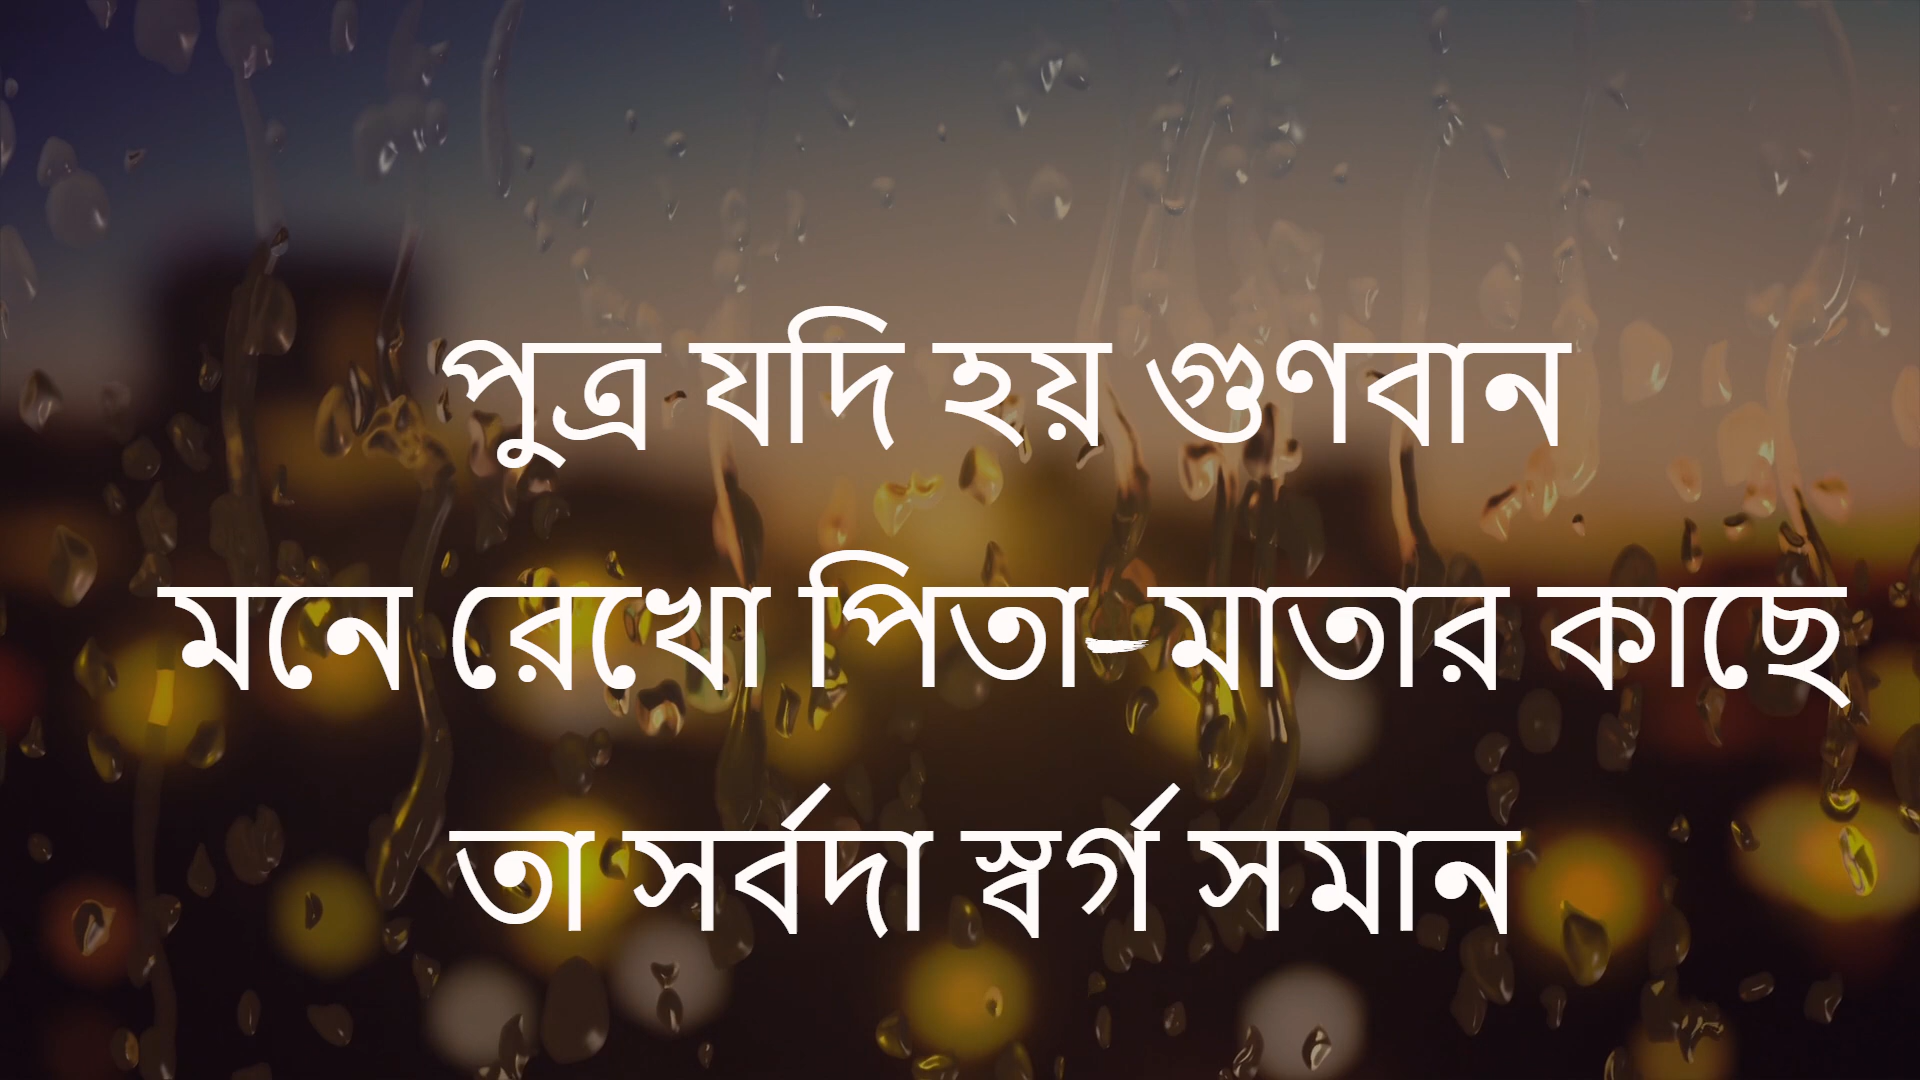 পুত্র যদি হয় গুণবান
মনে রেখো পিতা-মাতার কাছে
তা সর্বদা স্বর্গ সমান